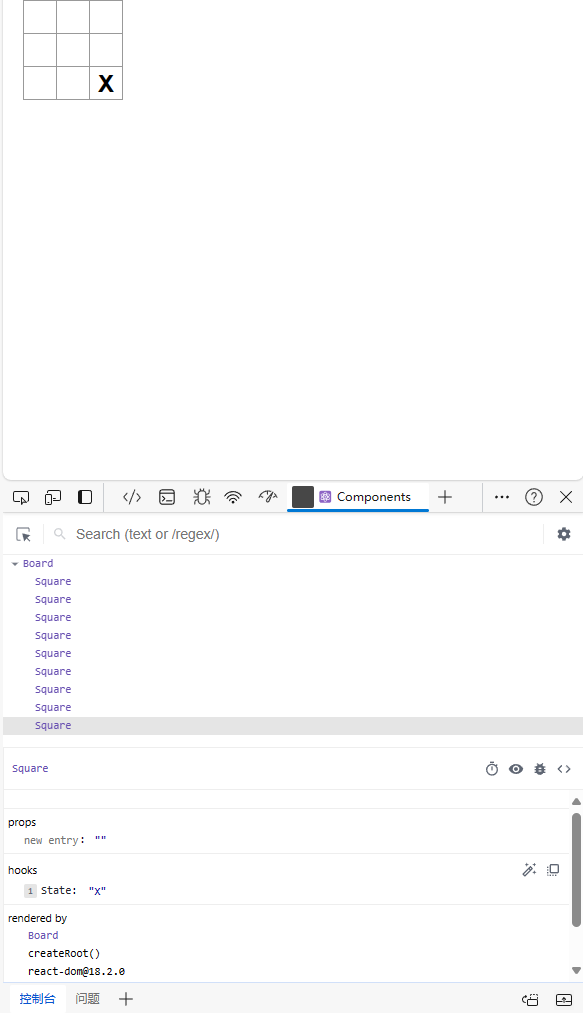 X
Components
Search (text or /regex/)
Board
Square
Square
Square
Square
Square
Square
Square
Square
Square
Square
props
new entry: ""
hooks
1 State: "X"
rendered by
Board
createRoot()
react-dom@18.2.0
控制台 问题